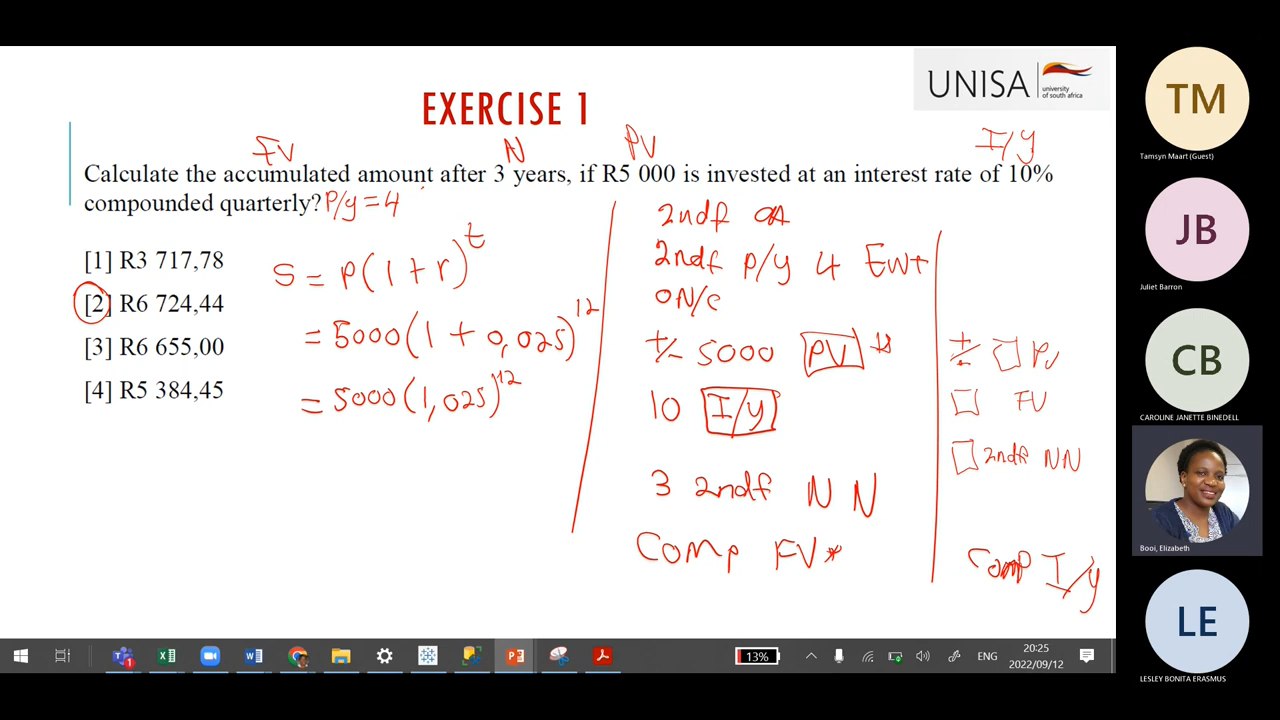 UNISA
university
of south africa
EXERCISE 1
FV N PV I/Y
Calculate the accumulated amount after 3 years, if R5 000 is invested at an interest rate of 10%
compounded quarterly? P/y = 4
[1] R3 717,78
[2] R6 724,44
[3] R6 655,00
[4] R5 384,45
S = P(1 + r)^t
= 5000(1 + 0,025)^12
= 5000(1,025)^12
2ndf CA
2ndf P/Y 4 Ent
ON/C
+/- 5000 PV *
10 I/Y
3 2ndf N N
Comp FV *
+/- PV
FV
2ndf NN
Comp I/Y
TM
Tamsyn Maart (Guest)
JB
Juliet Barron
CB
CAROLINE JANETTE BINEDELL
Booi, Elizabeth
LE
LESLEY BONITA ERASMUS
1
13%
ENG
20:25
2022/09/12